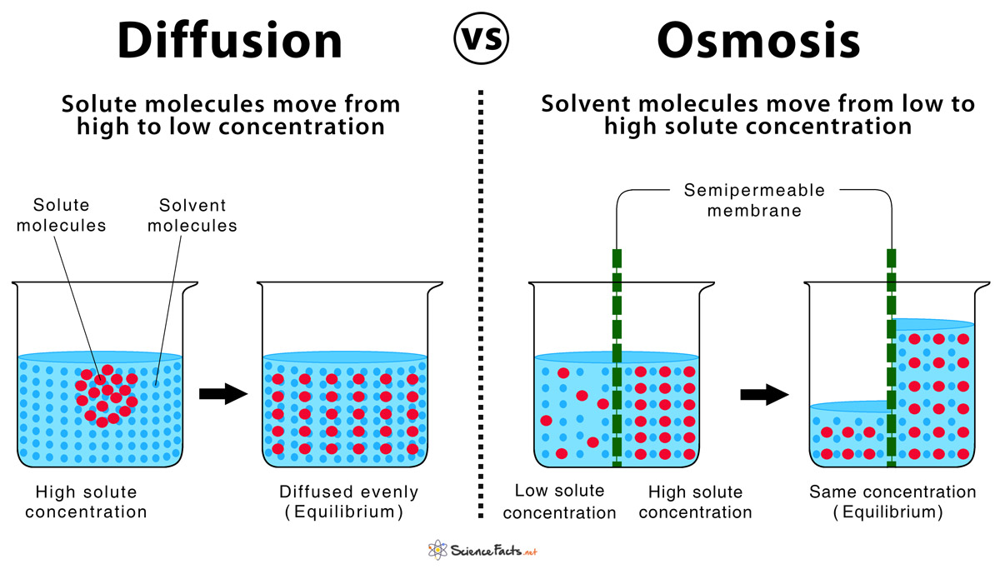 Diffusion
VS
Osmosis
Solute molecules move from
high to low concentration
Solvent molecules move from low to
high solute concentration
Solute
molecules
Solvent
molecules
Semipermeable
membrane
High solute
concentration
Diffused evenly
(Equilibrium)
Low solute
concentration
High solute
concentration
Same concentration
(Equilibrium)
ScienceFacts.net